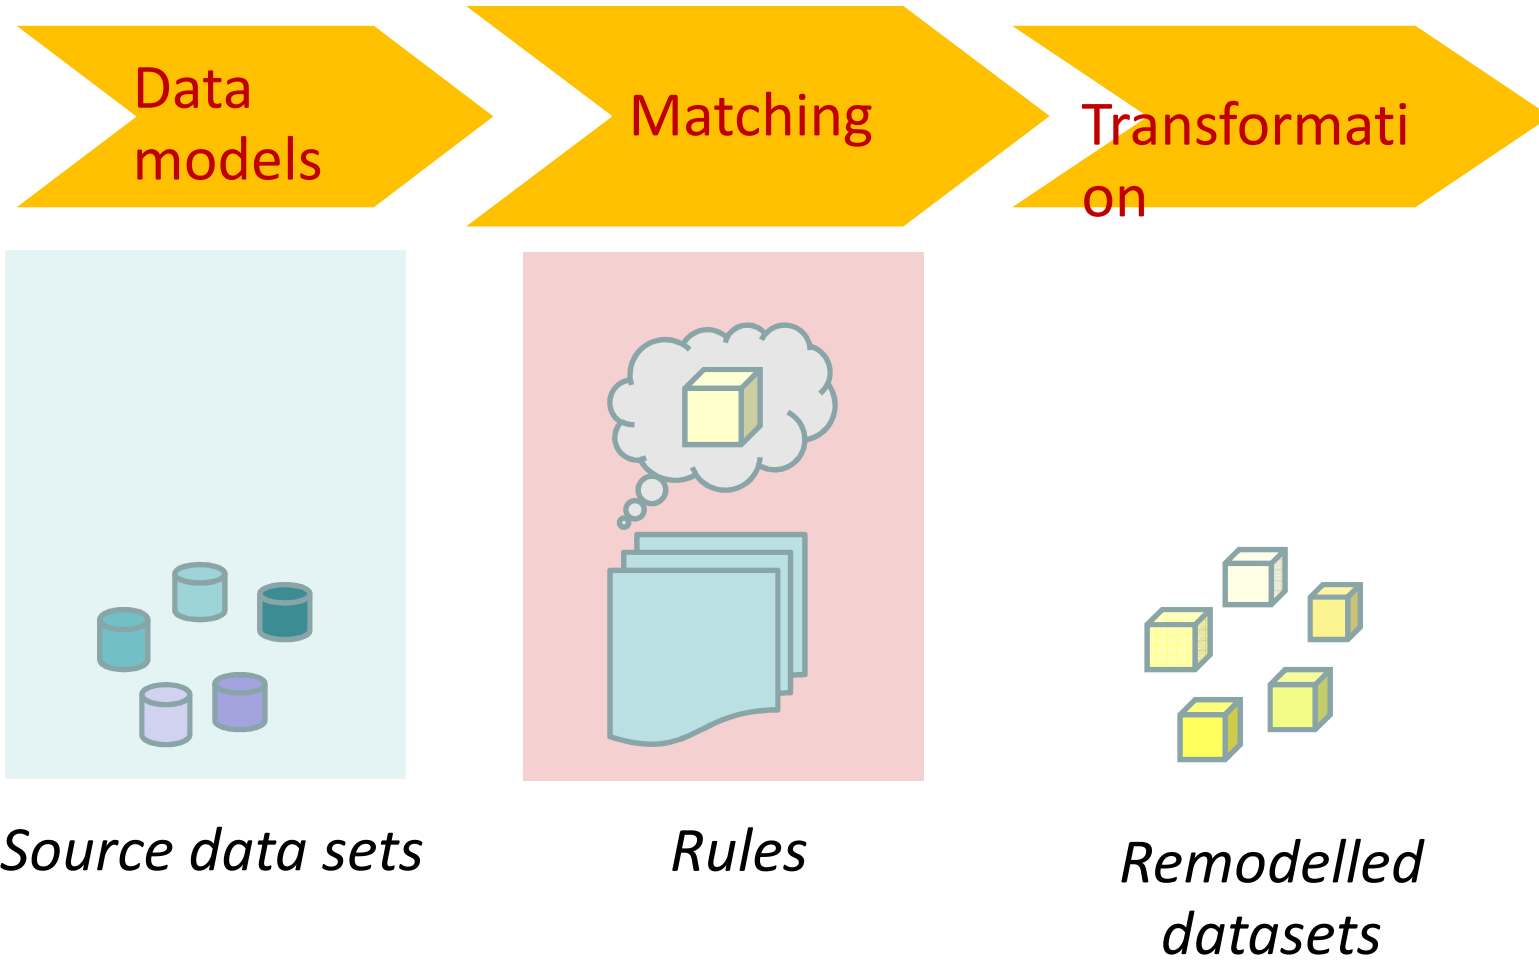 Data
models
Matching
Transformati
on
Source data sets
Rules
Remodelled
datasets